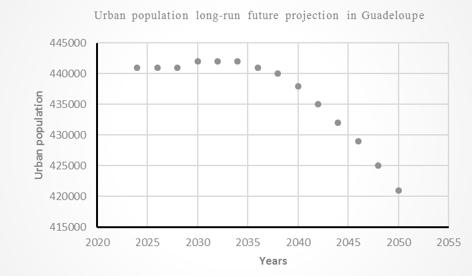 Urban population long-run future projection in Guadeloupe
445000
440000
435000
430000
425000
420000
415000
Urban population
2020 2025 2030 2035 2040 2045 2050 2055
Years